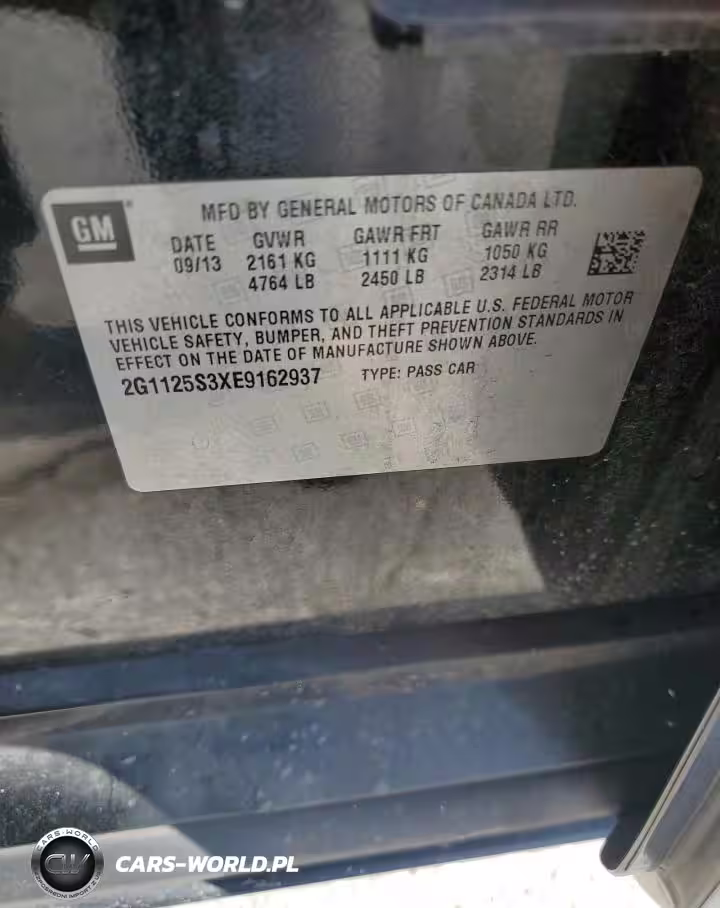 GM
MFD BY GENERAL MOTORS OF CANADA LTD.
DATE GVWR GAWR FRT GAWR RR
09/13 2161 KG 1111 KG 1050 KG
4764 LB 2450 LB 2314 LB
THIS VEHICLE CONFORMS TO ALL APPLICABLE U.S. FEDERAL MOTOR
VEHICLE SAFETY, BUMPER, AND THEFT PREVENTION STANDARDS IN
EFFECT ON THE DATE OF MANUFACTURE SHOWN ABOVE.
2G1125S3XE9162937 TYPE: PASS CAR
CARS-WORLD
CW
CARS-WORLD.PL